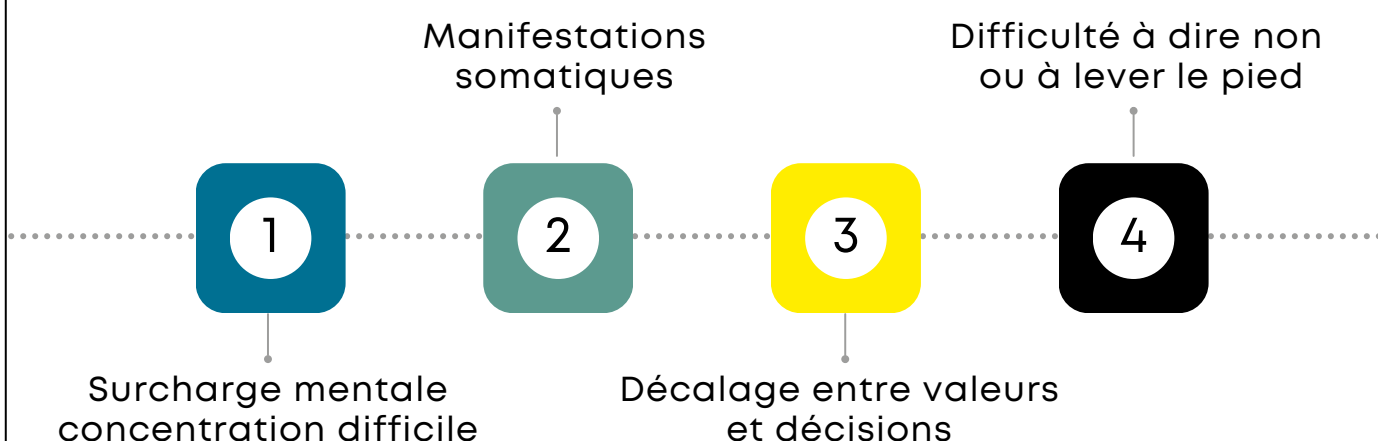 Manifestations
somatiques
Difficulté à dire non
ou à lever le pied
1
2
3
4
Surcharge mentale
concentration difficile
Décalage entre valeurs
et décisions